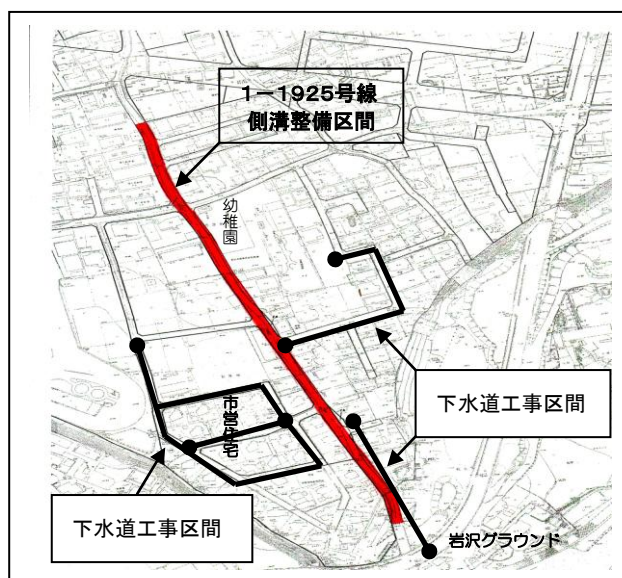 1－1925号線
側溝整備区間
幼稚園
下水道工事区間
市営住宅
下水道工事区間
岩沢グラウンド